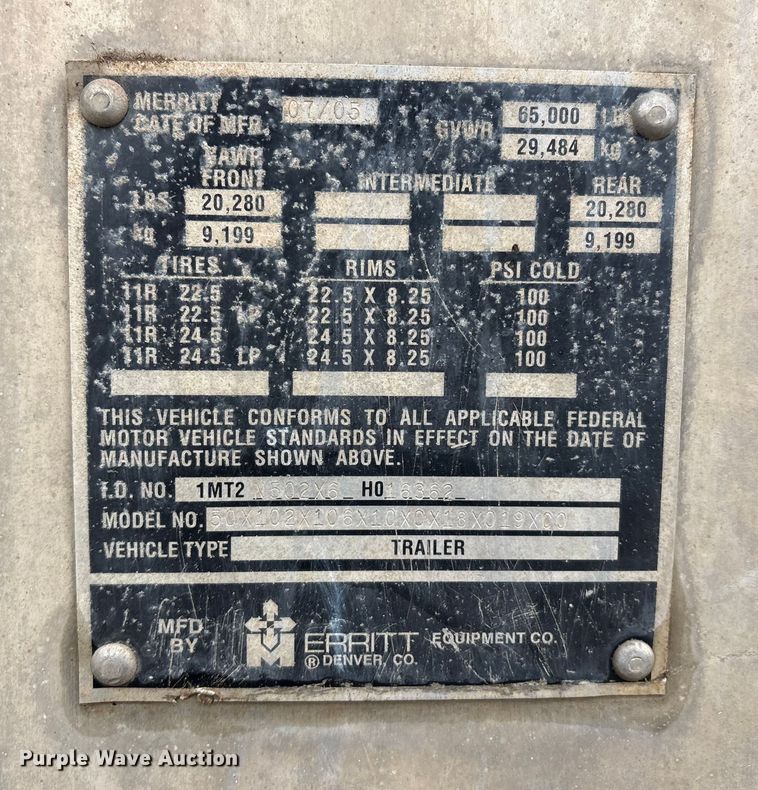 MERRITT
DATE OF MFD. 07/05 GVWR 65,000 LBS
29,484 kg
GAWR
FRONT INTERMEDIATE REAR
LBS 20,280 20,280
kg 9,199 9,199
TIRES RIMS PSI COLD
11R 22.5 22.5 X 8.25 100
11R 22.5 LP 22.5 X 8.25 100
11R 24.5 24.5 X 8.25 100
11R 24.5 LP 24.5 X 8.25 100
THIS VEHICLE CONFORMS TO ALL APPLICABLE FEDERAL
MOTOR VEHICLE STANDARDS IN EFFECT ON THE DATE OF
MANUFACTURE SHOWN ABOVE.
I.D. NO. 1MT2 H0
MODEL NO.
VEHICLE TYPE TRAILER
MFD.
BY MERRITT EQUIPMENT CO.
® DENVER, CO.
Purple Wave Auction